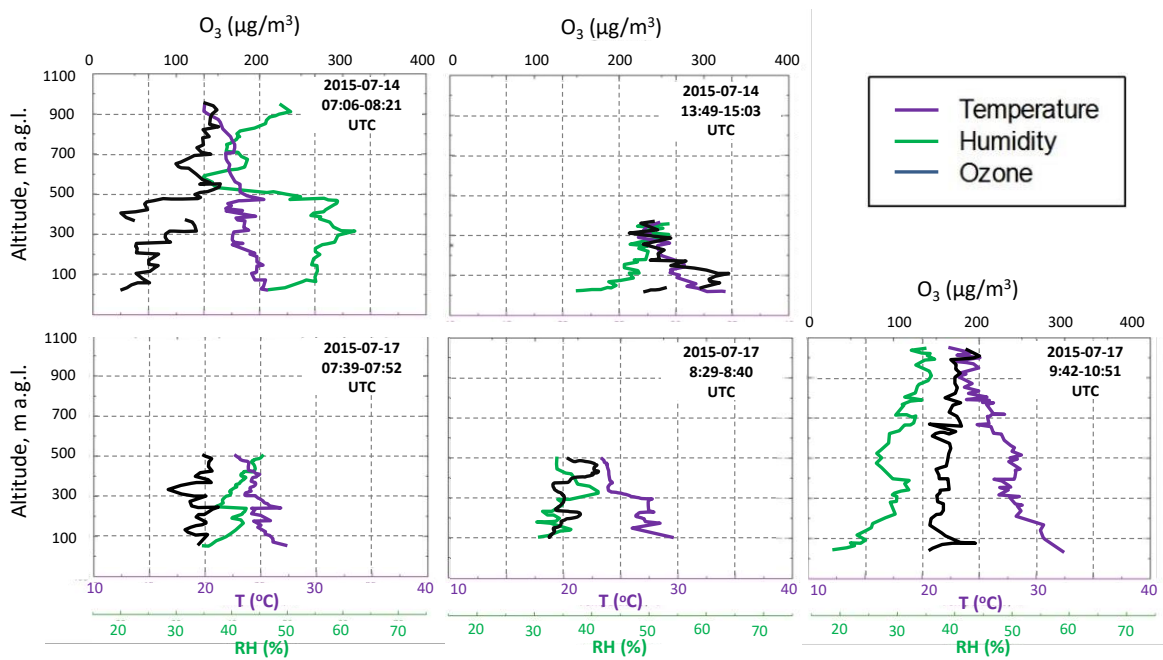 O₃ (µg/m³)
0 100 200 300 400
O₃ (µg/m³)
0 100 200 300 400
Altitude, m a.g.l.
1100
900
700
500
300
100
2015-07-14
07:06-08:21
UTC
2015-07-14
13:49-15:03
UTC
Temperature
Humidity
Ozone
O₃ (µg/m³)
0 100 200 300 400
Altitude, m a.g.l.
1100
900
700
500
300
100
2015-07-17
07:39-07:52
UTC
2015-07-17
8:29-8:40
UTC
2015-07-17
9:42-10:51
UTC
10 20 30 40
T (ºC)
10 20 30 40
T (ºC)
10 20 30 40
T (ºC)
20 30 40 50 60 70
RH (%)
20 30 40 50 60 70
RH (%)
20 30 40 50 60 70
RH (%)